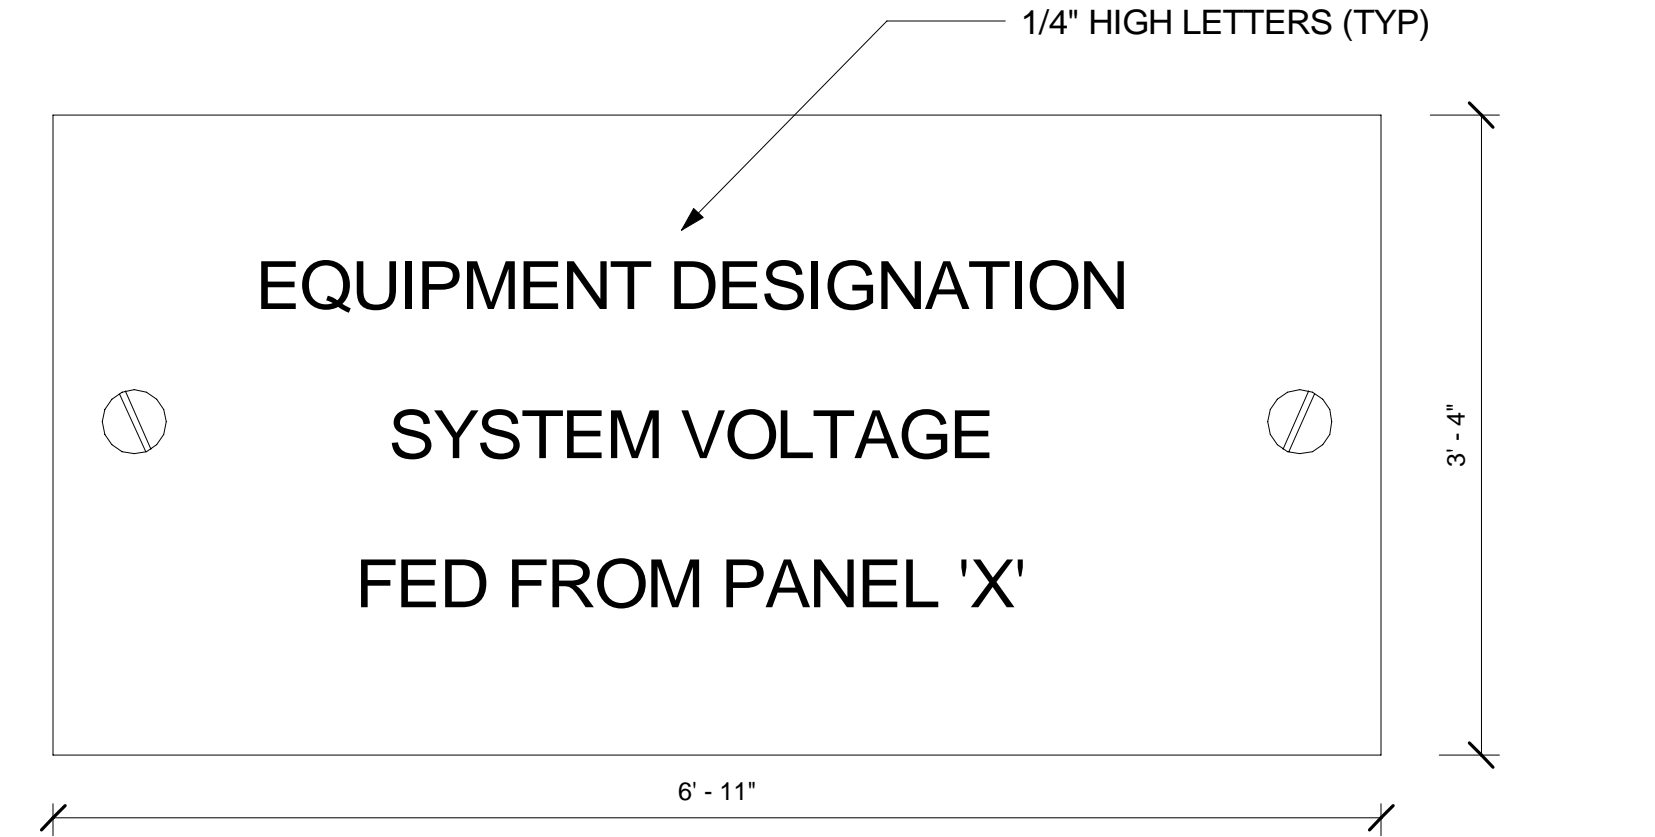 1/4" HIGH LETTERS (TYP)
EQUIPMENT DESIGNATION
SYSTEM VOLTAGE
FED FROM PANEL 'X'
3' - 4"
6' - 11"